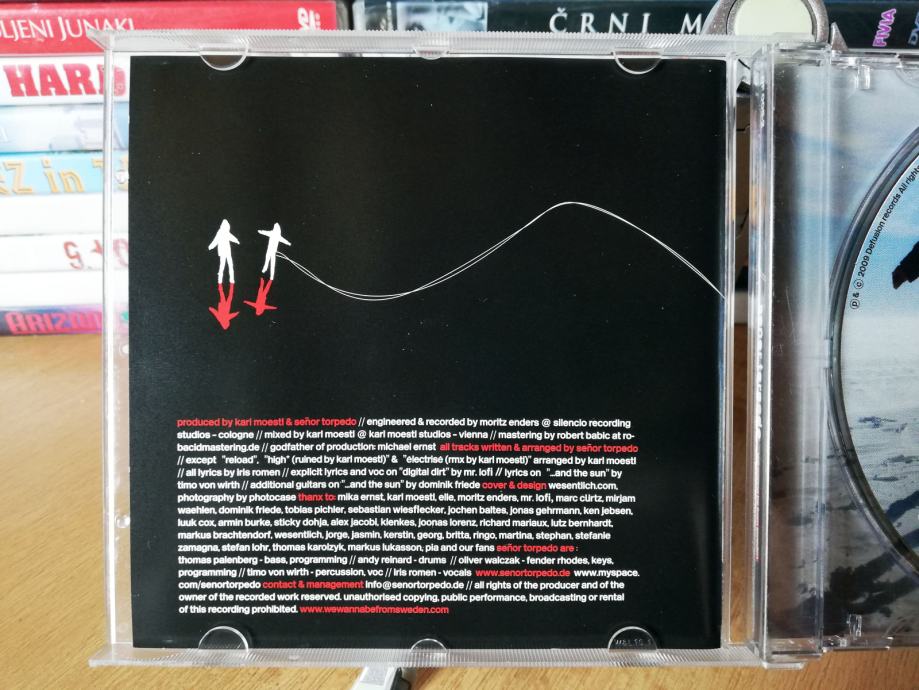 LJENI JUNAKI
ČRNI M
FIVIA
HARD
Z in
ARIZO
℗ & © 2009 Defusion records All right
produced by karl moestl & señor torpedo // engineered & recorded by moritz enders @ silencio recording
studios - cologne // mixed by karl moestl @ karl moestl studios - vienna // mastering by robert babic at ro-
bacidmastering.de // godfather of production: michael ernst all tracks written & arranged by señor torpedo
// except "reload", "high" (ruined by karl moestl)" & "electrisé (rmx by karl moestl)" arranged by karl moestl
// all lyrics by iris romen // explicit lyrics and voc on "digital dirt" by mr. lofi // lyrics on "...and the sun" by
timo von wirth // additional guitars on "...and the sun" by dominik friede cover & design wesentlich.com,
photography by photocase thanx to: mika ernst, karl moestl, elle, moritz enders, mr. lofi, marc cürtz, mirjam
waehlen, dominik friede, tobias pichler, sebastian wiesflecker, jochen baltes, jonas gehrmann, ken jebsen,
luuk cox, armin burke, sticky dohja, alex jacobi, klenkes, joonas lorenz, richard mariaux, lutz bernhardt,
markus brachtendorf, wesentlich, jorge, jasmin, kerstin, georg, britta, ringo, martina, stephan, stefanie
zamagna, stefan lohr, thomas karolzyk, markus lukasson, pia and our fans señor torpedo are :
thomas palenberg - bass, programming // andy reinard - drums // oliver walczak - fender rhodes, keys,
programming // timo von wirth - percussion, voc // iris romen - vocals www.senortorpedo.de www.myspace.
com/senortorpedo contact & management info@senortorpedo.de // all rights of the producer and of the
owner of the recorded work reserved. unauthorised copying, public performance, broadcasting or rental
of this recording prohibited. www.wewannabefromsweden.com